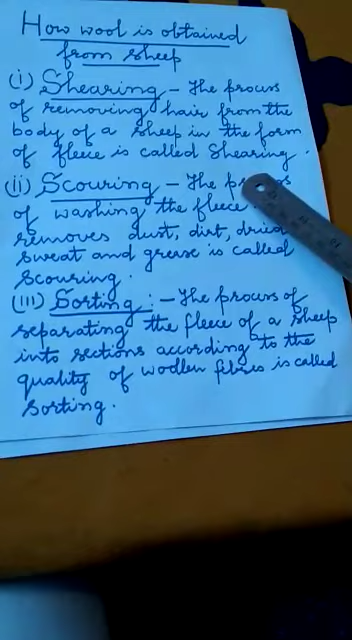 How wool is obtained
from sheep
(i) Shearing - The process
of removing hair from the
body of a sheep in the form
of fleece is called Shearing.
(ii) Scouring - The
of washing the fleece
removes dust, dirt, dried
sweat and grease is called
Scouring.
(III) Sorting :- The process of
separating the fleece of a sheep
into sections according to the
quality of woollen fibres is called
Sorting.